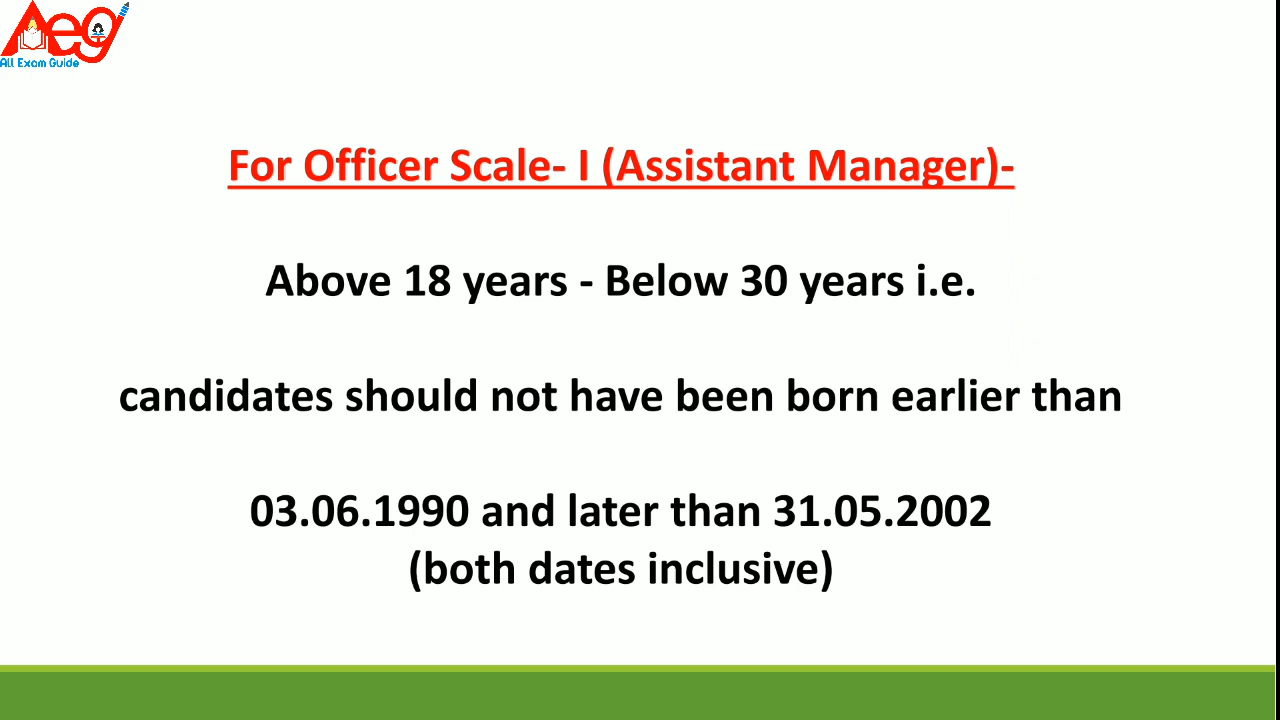 Aeg
All Exam Guide
For Officer Scale- I (Assistant Manager)-
Above 18 years - Below 30 years i.e.
candidates should not have been born earlier than
03.06.1990 and later than 31.05.2002
(both dates inclusive)